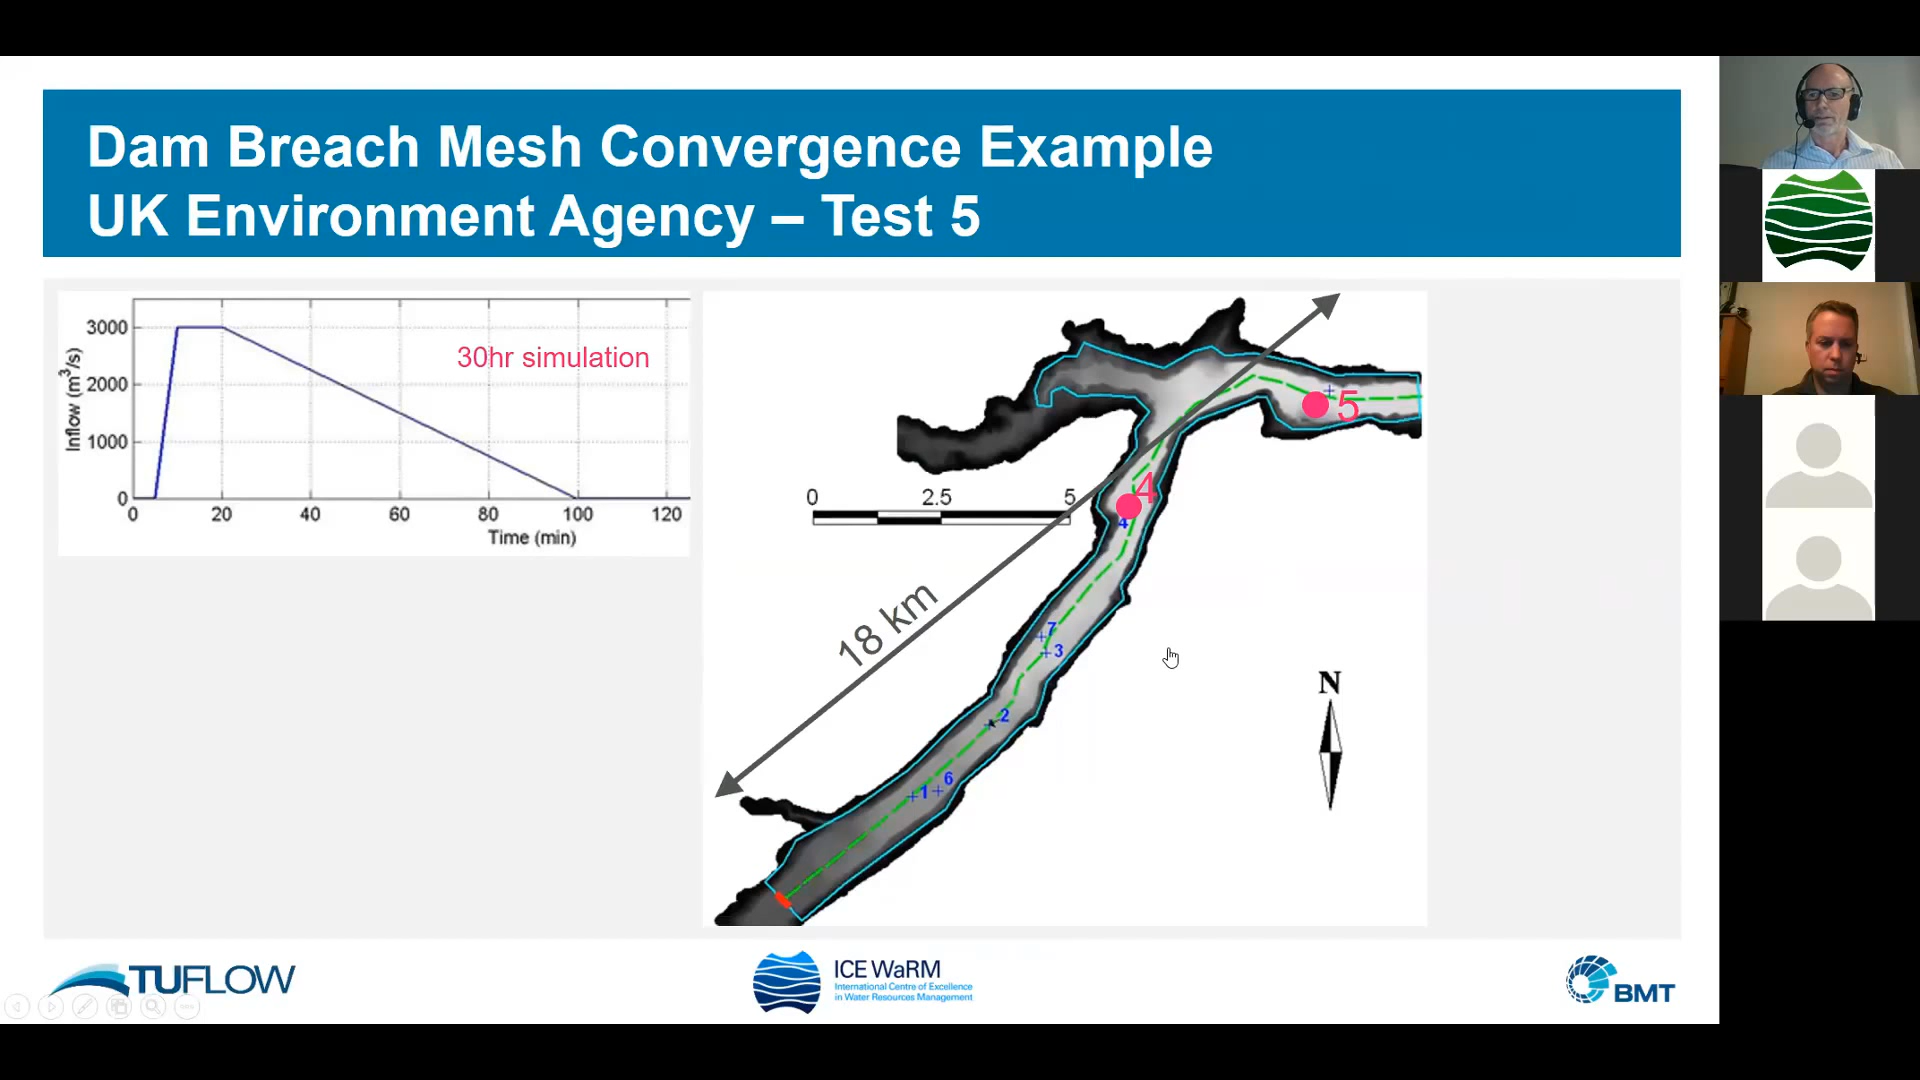 Dam Breach Mesh Convergence Example
UK Environment Agency – Test 5
Inflow (m³/s)
3000
2000
1000
0
30hr simulation
0 20 40 60 80 100 120
Time (min)
0 2.5 5
18 km
5
4
4
7
3
2
6
1
N
TUFLOW
ICE WaRM
International Centre of Excellence
in Water Resources Management
BMT